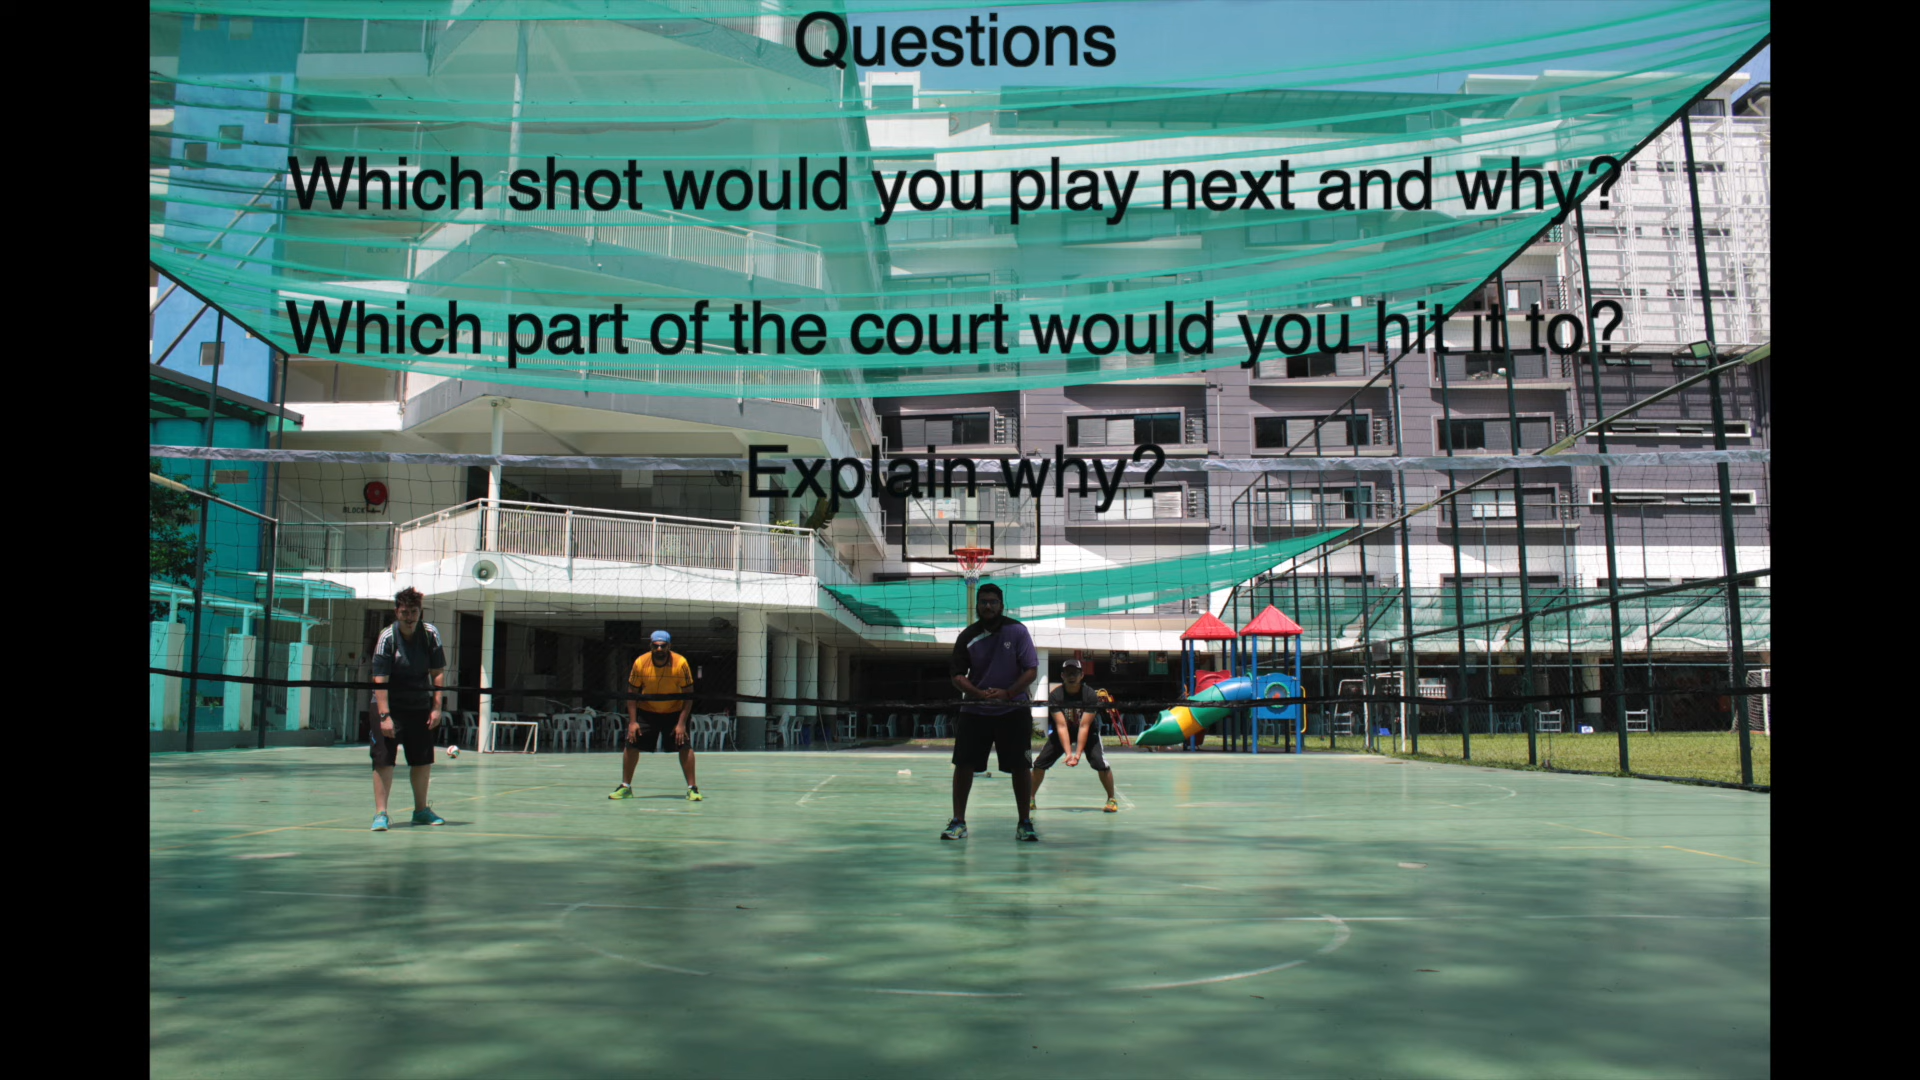 Questions
Which shot would you play next and why?
Which part of the court would you hit it to?
Explain why?